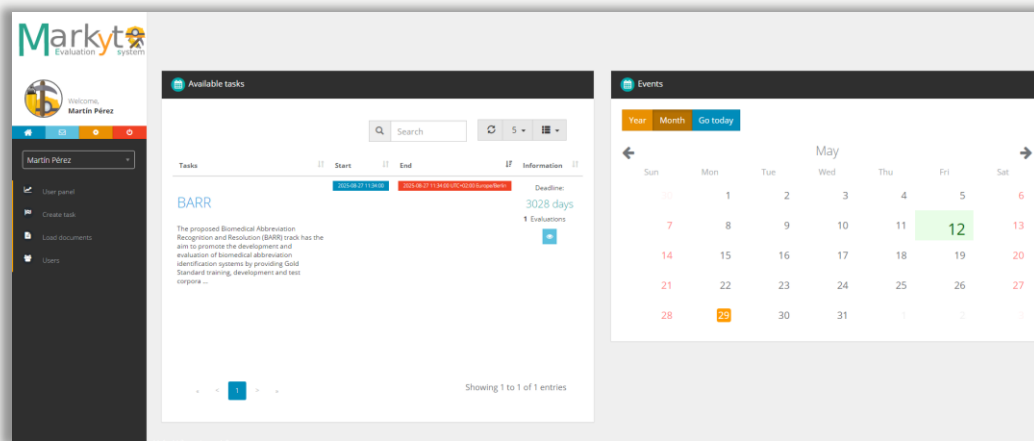 Markyt
Evaluation system
Welcome,
Martín Pérez
Martín Pérez
User panel
Create task
Load documents
Users
Available tasks
Search
5
Tasks Start End Information
2025-08-27 11:34:00 2025-08-27 11:34:00 UTC+02:00 Europe/Berlin Deadline:
BARR
3028 days
1 Evaluations
The proposed Biomedical Abbreviation
Recognition and Resolution (BARR) track has the
aim to promote the development and
evaluation of biomedical abbreviation
identification systems by providing Gold
Standard training, development and test
corpora ...
1
Showing 1 to 1 of 1 entries
Events
Year Month Go today
May
Sun Mon Tue Wed Thu Fri Sat
1 2 3 4 5 6
7 8 9 10 11 12 13
14 15 16 17 18 19 20
21 22 23 24 25 26 27
28 29 30 31 1 2